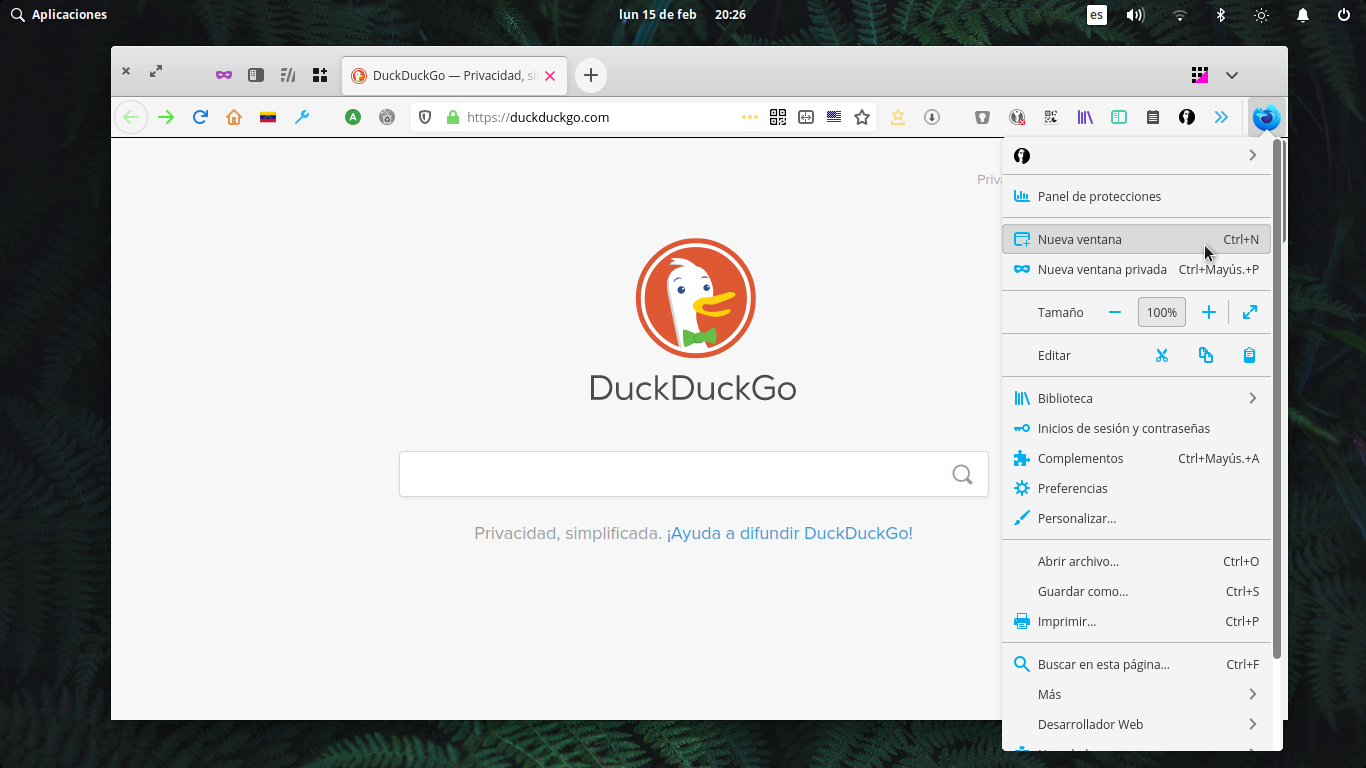 Aplicaciones
lun 15 de feb 20:26
es
DuckDuckGo — Privacidad, si
A
https://duckduckgo.com
Priva
Panel de protecciones
Nueva ventana Ctrl+N
Nueva ventana privada Ctrl+Mayús.+P
Tamaño 100%
Editar
Biblioteca
Inicios de sesión y contraseñas
Complementos Ctrl+Mayús.+A
Preferencias
Personalizar...
Abrir archivo... Ctrl+O
Guardar como... Ctrl+S
Imprimir... Ctrl+P
Buscar en esta página... Ctrl+F
Más
Desarrollador Web
DuckDuckGo
Privacidad, simplificada. ¡Ayuda a difundir DuckDuckGo!